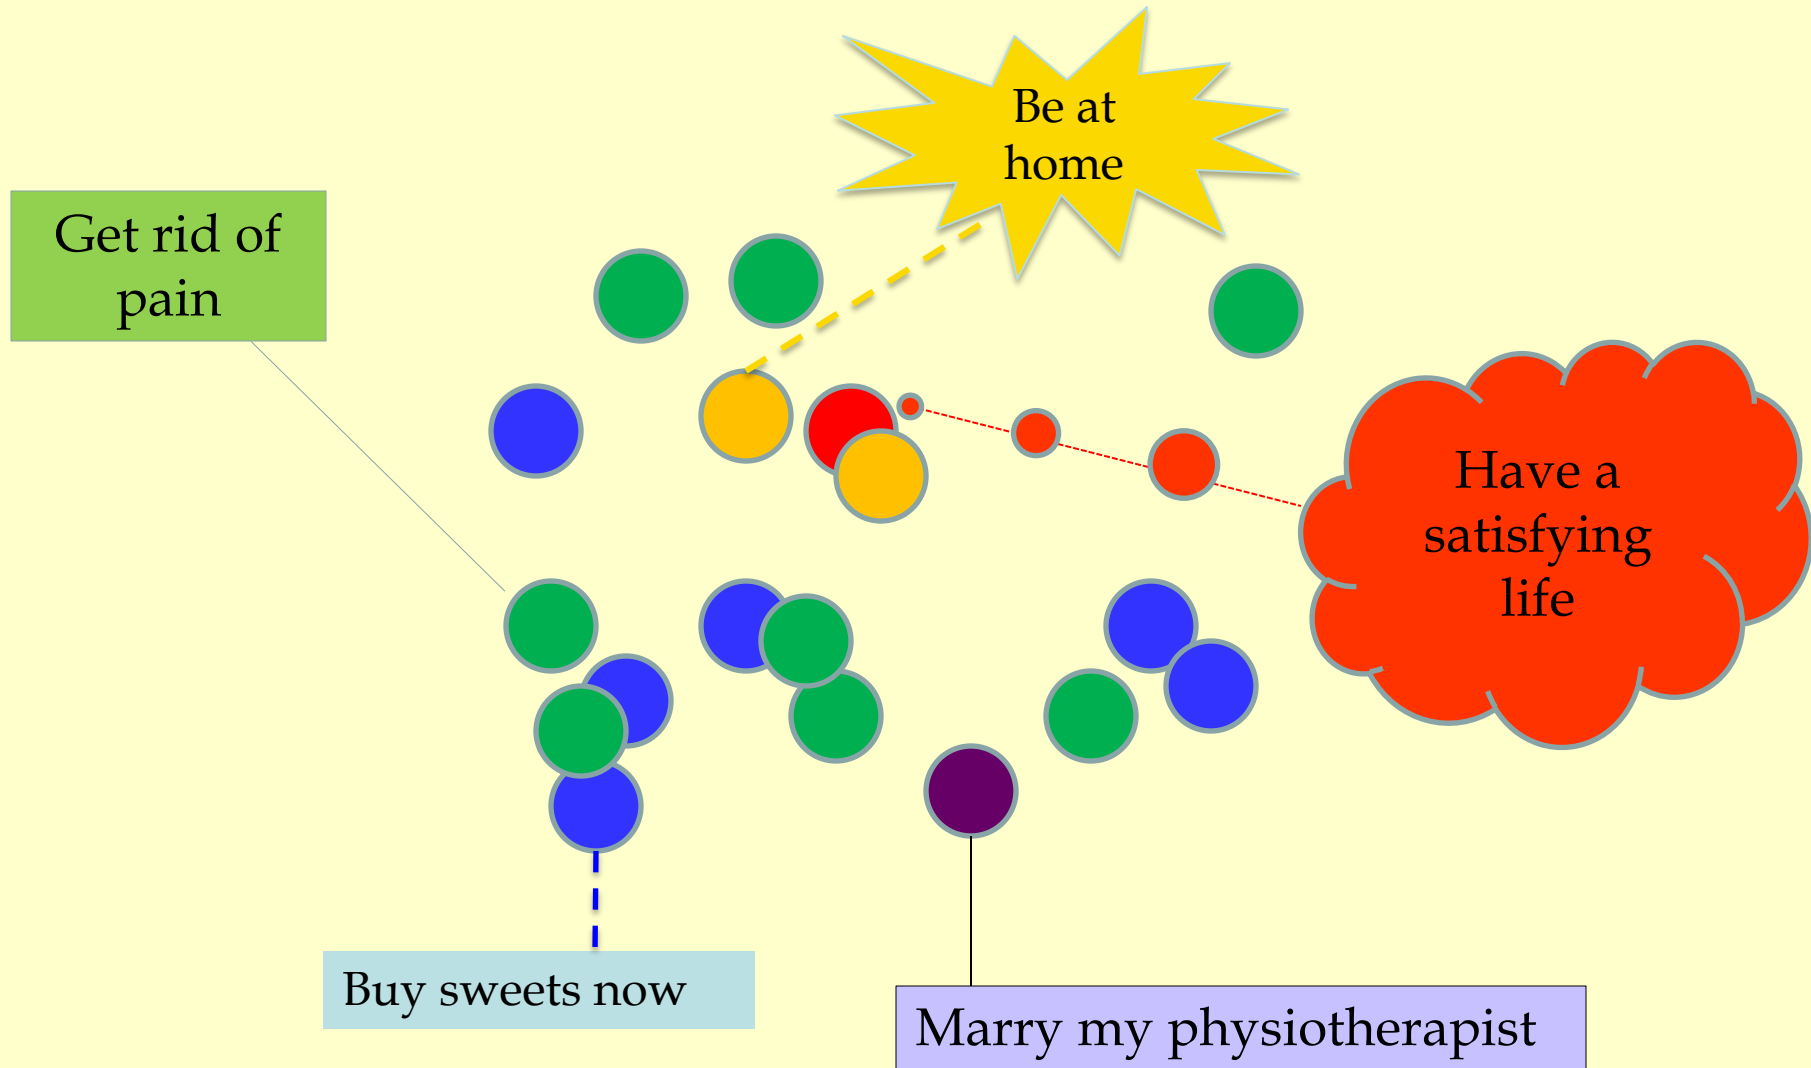 Be at
home
Get rid of
pain
Have a
satisfying
life
Buy sweets now
Marry my physiotherapist